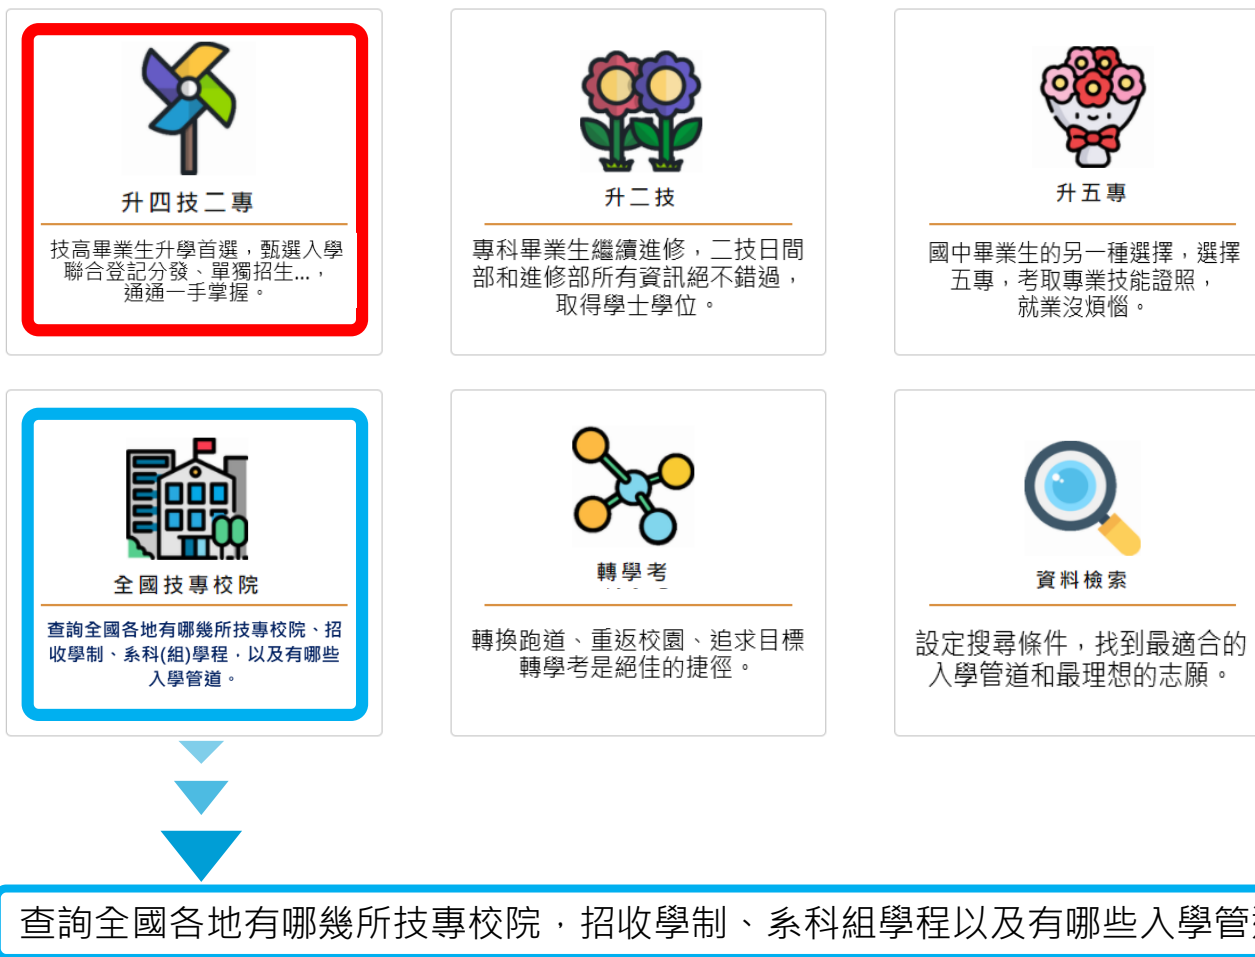 升四技二專
技高畢業生升學首選，甄選入學
聯合登記分發、單獨招生...，
通通一手掌握。
升二技
專科畢業生繼續進修，二技日間
部和進修部所有資訊絕不錯過，
取得學士學位。
升五專
國中畢業生的另一種選擇，選擇
五專，考取專業技能證照，
就業沒煩惱。
全國技專校院
查詢全國各地有哪幾所技專校院、招
收學制、系科(組)學程，以及有哪些
入學管道。
轉學考
轉換跑道、重返校園、追求目標
轉學考是絕佳的捷徑。
資料檢索
設定搜尋條件，找到最適合的
入學管道和最理想的志願。
查詢全國各地有哪幾所技專校院，招收學制、系科組學程以及有哪些入學管